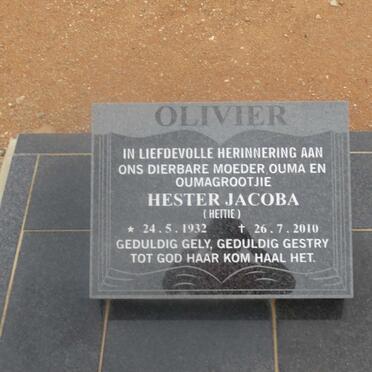 OLIVIER
IN LIEFDEVOLLE HERINNERING AAN
ONS DIERBARE MOEDER OUMA EN
OUMAGROOTJIE
HESTER JACOBA
(HETTIE)
* 24.5.1932 † 26.7.2010
GEDULDIG GELY, GEDULDIG GESTRY
TOT GOD HAAR KOM HAAL HET.